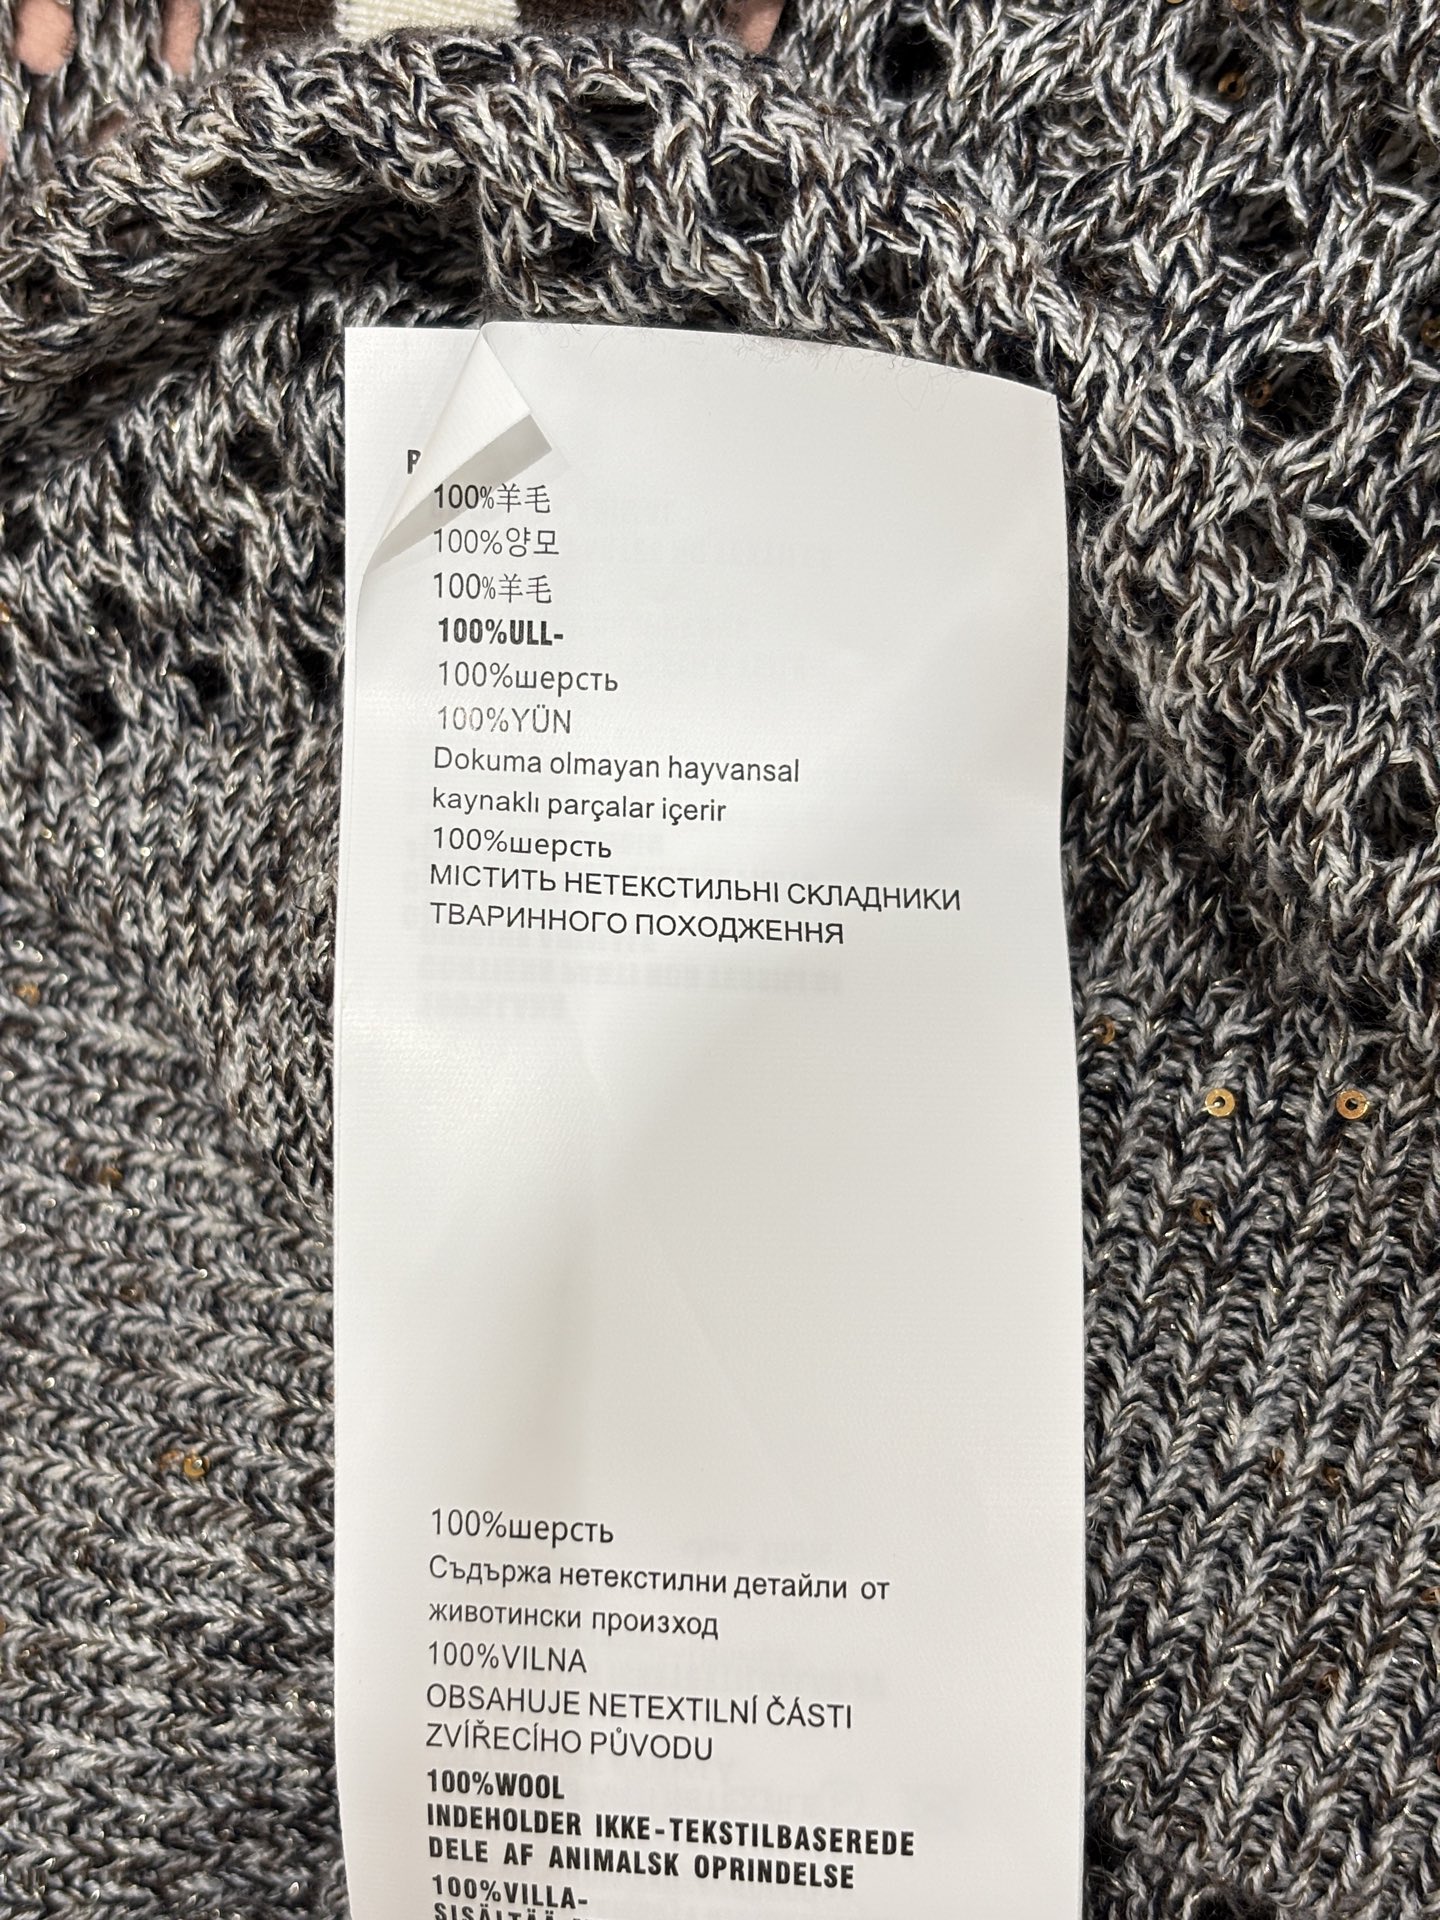 100%羊毛
100%양모
100%羊毛
100%ULL-
100%шерсть
100%YÜN
Dokuma olmayan hayvansal
kaynaklı parçalar içerir
100%шерсть
МІСТИТЬ НЕТЕКСТИЛЬНІ СКЛАДНИКИ
ТВАРИННОГО ПОХОДЖЕННЯ
100%шерсть
Съдържа нетекстилни детайли от
животински произход
100%VILNA
OBSAHUJE NETEXTILNÍ ČÁSTI
ZVÍŘECÍHO PŮVODU
100%WOOL
INDEHOLDER IKKE-TEKSTILBASEREDE
DELE AF ANIMALSK OPRINDELSE
100%VILLA-
SISÄLTÄÄ